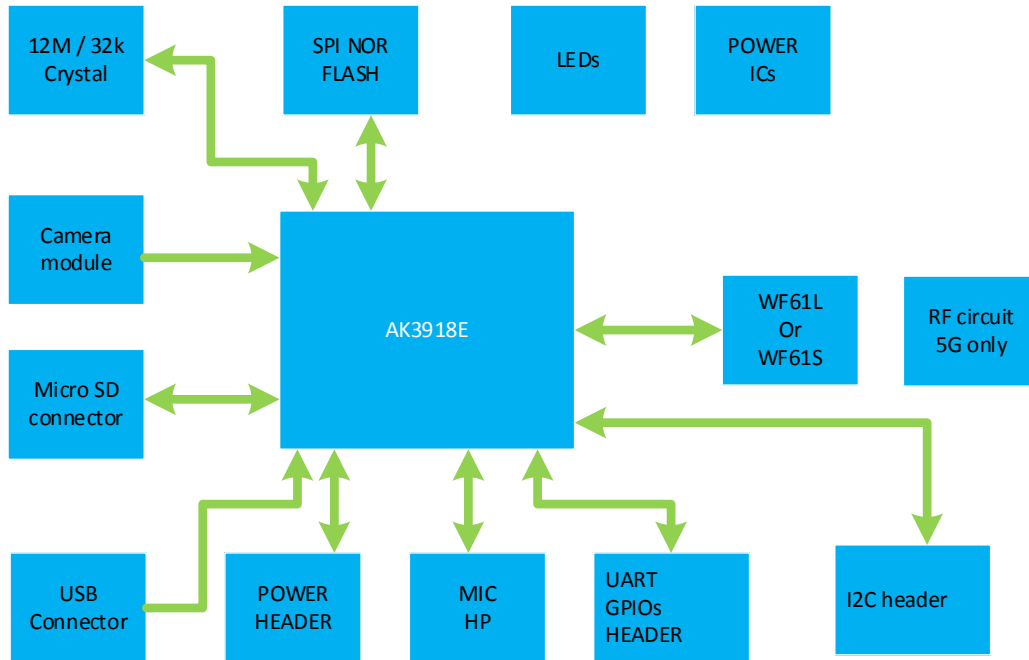 12M / 32k
Crystal
SPI NOR
FLASH
LEDs
POWER
ICs
Camera
module
AK3918E
WF61L
Or
WF61S
RF circuit
5G only
Micro SD
connector
USB
Connector
POWER
HEADER
MIC
HP
UART
GPIOs
HEADER
I2C header